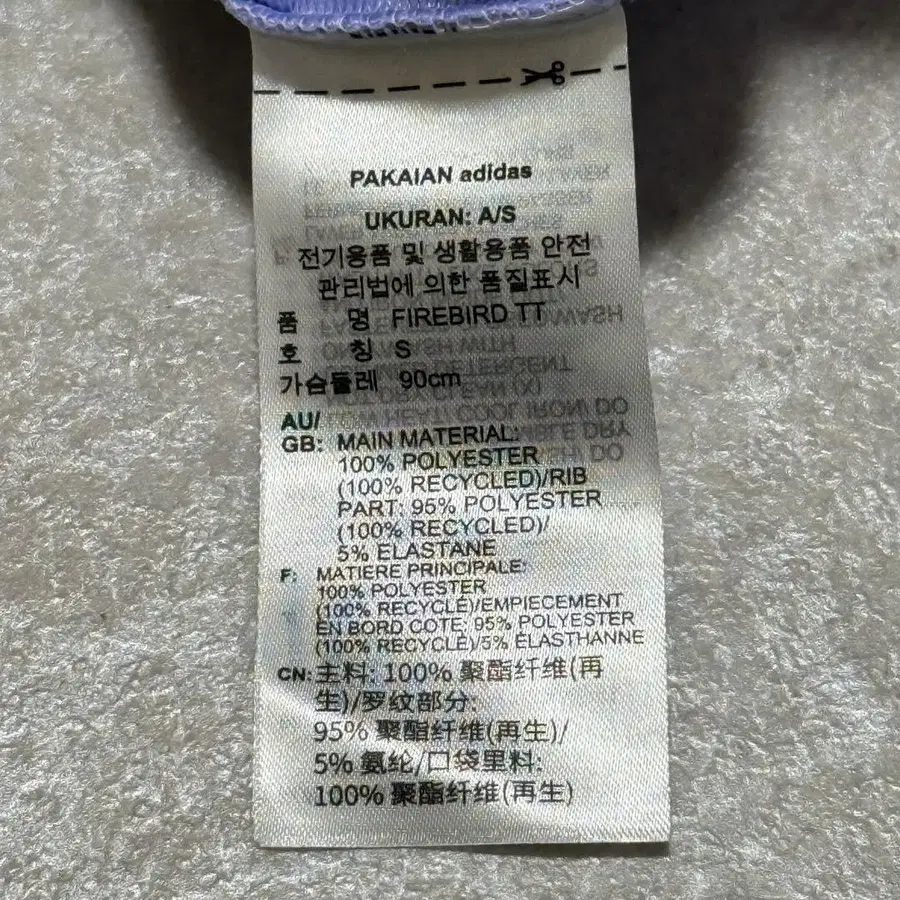 PAKAIAN adidas
UKURAN: A/S
전기용품 및 생활용품 안전
관리법에 의한 품질표시
품 명 FIREBIRD TT
호 칭 S
가슴둘레 90cm
AU/
GB: MAIN MATERIAL:
100% POLYESTER
(100% RECYCLED)/RIB
PART: 95% POLYESTER
(100% RECYCLED)/
5% ELASTANE
F: MATIERE PRINCIPALE:
100% POLYESTER
(100% RECYCLE)/EMPIECEMENT
EN BORD COTE: 95% POLYESTER
(100% RECYCLE)/5% ELASTHANNE
CN: 主料: 100% 聚酯纤维(再
生)/罗纹部分:
95% 聚酯纤维(再生)/
5% 氨纶/口袋里料:
100% 聚酯纤维(再生)